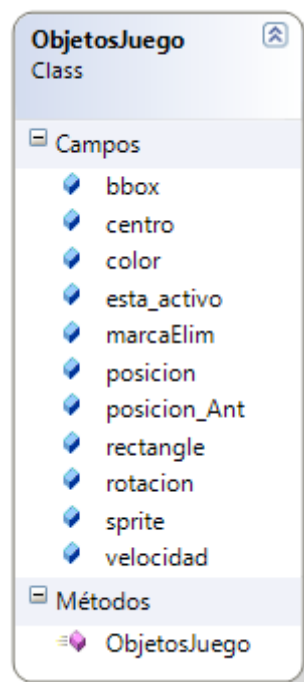 ObjetosJuego
Class
Campos
bbox
centro
color
esta_activo
marcaElim
posicion
posicion_Ant
rectangle
rotacion
sprite
velocidad
Métodos
ObjetosJuego